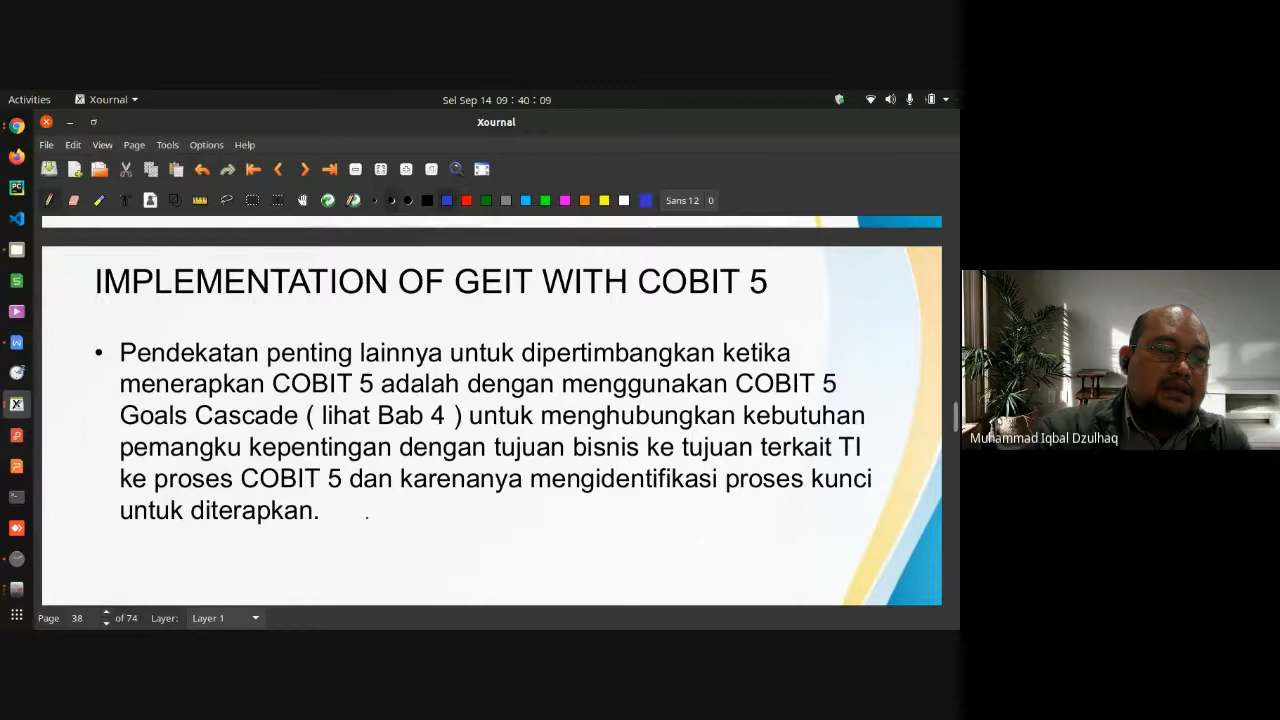 Activities
Xournal
Sel Sep 14 09 : 40 : 09
Xournal
File Edit View Page Tools Options Help
Sans 12 0
IMPLEMENTATION OF GEIT WITH COBIT 5
• Pendekatan penting lainnya untuk dipertimbangkan ketika
menerapkan COBIT 5 adalah dengan menggunakan COBIT 5
Goals Cascade ( lihat Bab 4 ) untuk menghubungkan kebutuhan
pemangku kepentingan dengan tujuan bisnis ke tujuan terkait TI
ke proses COBIT 5 dan karenanya mengidentifikasi proses kunci
untuk diterapkan.
Muhammad Iqbal Dzulhaq
Page 38 of 74 Layer: Layer 1